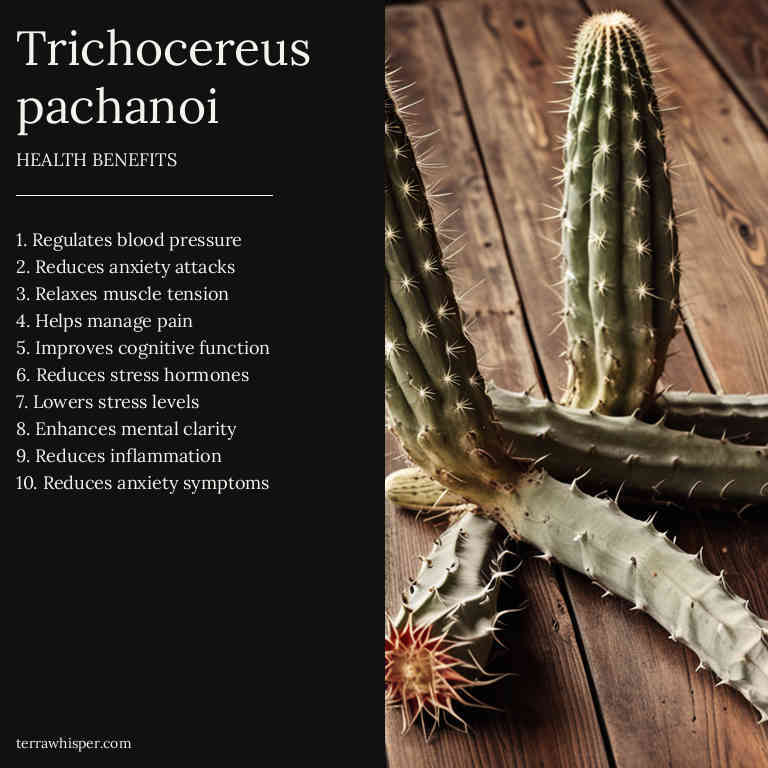 Trichocereus
pachanoi
HEALTH BENEFITS
1. Regulates blood pressure
2. Reduces anxiety attacks
3. Relaxes muscle tension
4. Helps manage pain
5. Improves cognitive function
6. Reduces stress hormones
7. Lowers stress levels
8. Enhances mental clarity
9. Reduces inflammation
10. Reduces anxiety symptoms
terrawhisper.com